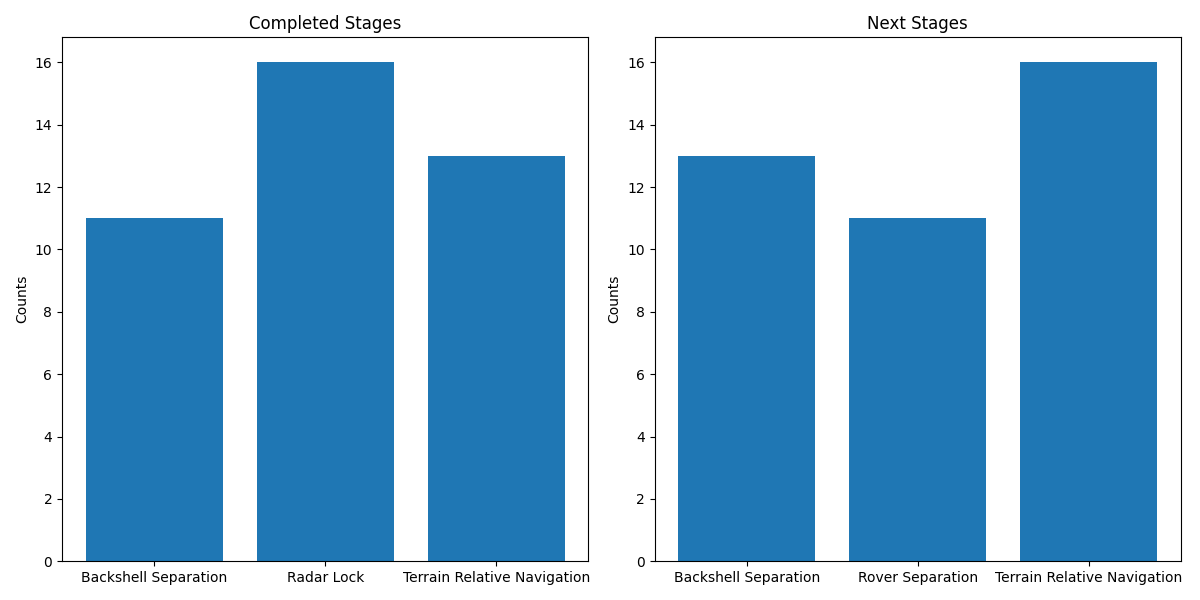 Completed Stages
Counts
16
14
12
10
8
6
4
2
0
Backshell Separation
Radar Lock
Terrain Relative Navigation
Next Stages
Counts
16
14
12
10
8
6
4
2
0
Backshell Separation
Rover Separation
Terrain Relative Navigation